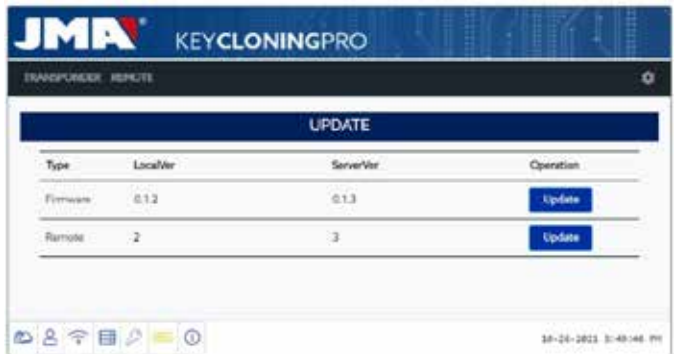 JMA KEYCLONINGPRO
TRANSPONDER REMOTE
UPDATE
Type LocalVer ServerVer Operation
Firmware 0.1.2 0.1.3 Update
Remote 2 3 Update
PM